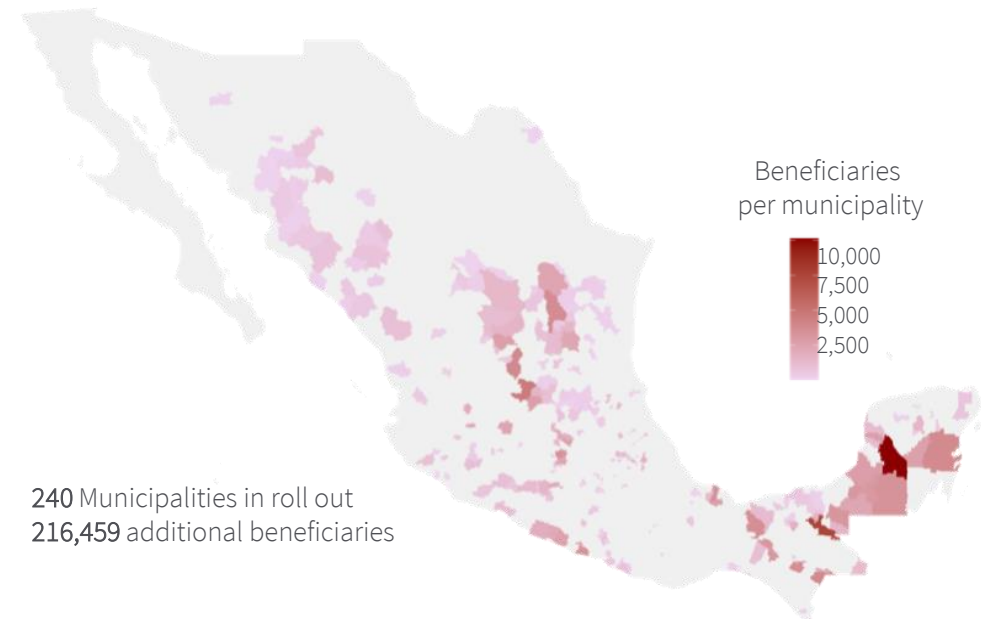 Beneficiaries
per municipality
10,000
7,500
5,000
2,500
240 Municipalities in roll out
216,459 additional beneficiaries